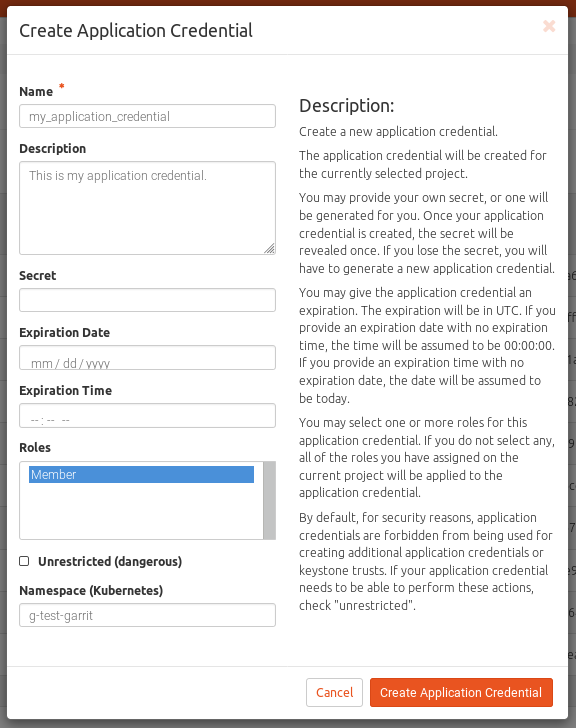 Create Application Credential
×
Name *
my_application_credential
Description
This is my application credential.
Secret
Expiration Date
mm / dd / yyyy
Expiration Time
-- : --  --
Roles
Member
Unrestricted (dangerous)
Namespace (Kubernetes)
g-test-garrit
Description:
Create a new application credential.
The application credential will be created for
the currently selected project.
You may provide your own secret, or one will
be generated for you. Once your application
credential is created, the secret will be
revealed once. If you lose the secret, you will
have to generate a new application credential.
You may give the application credential an
expiration. The expiration will be in UTC. If you
provide an expiration date with no expiration
time, the time will be assumed to be 00:00:00.
If you provide an expiration time with no
expiration date, the date will be assumed to
be today.
You may select one or more roles for this
application credential. If you do not select any,
all of the roles you have assigned on the
current project will be applied to the
application credential.
By default, for security reasons, application
credentials are forbidden from being used for
creating additional application credentials or
keystone trusts. If your application credential
needs to be able to perform these actions,
check "unrestricted".
Cancel
Create Application Credential